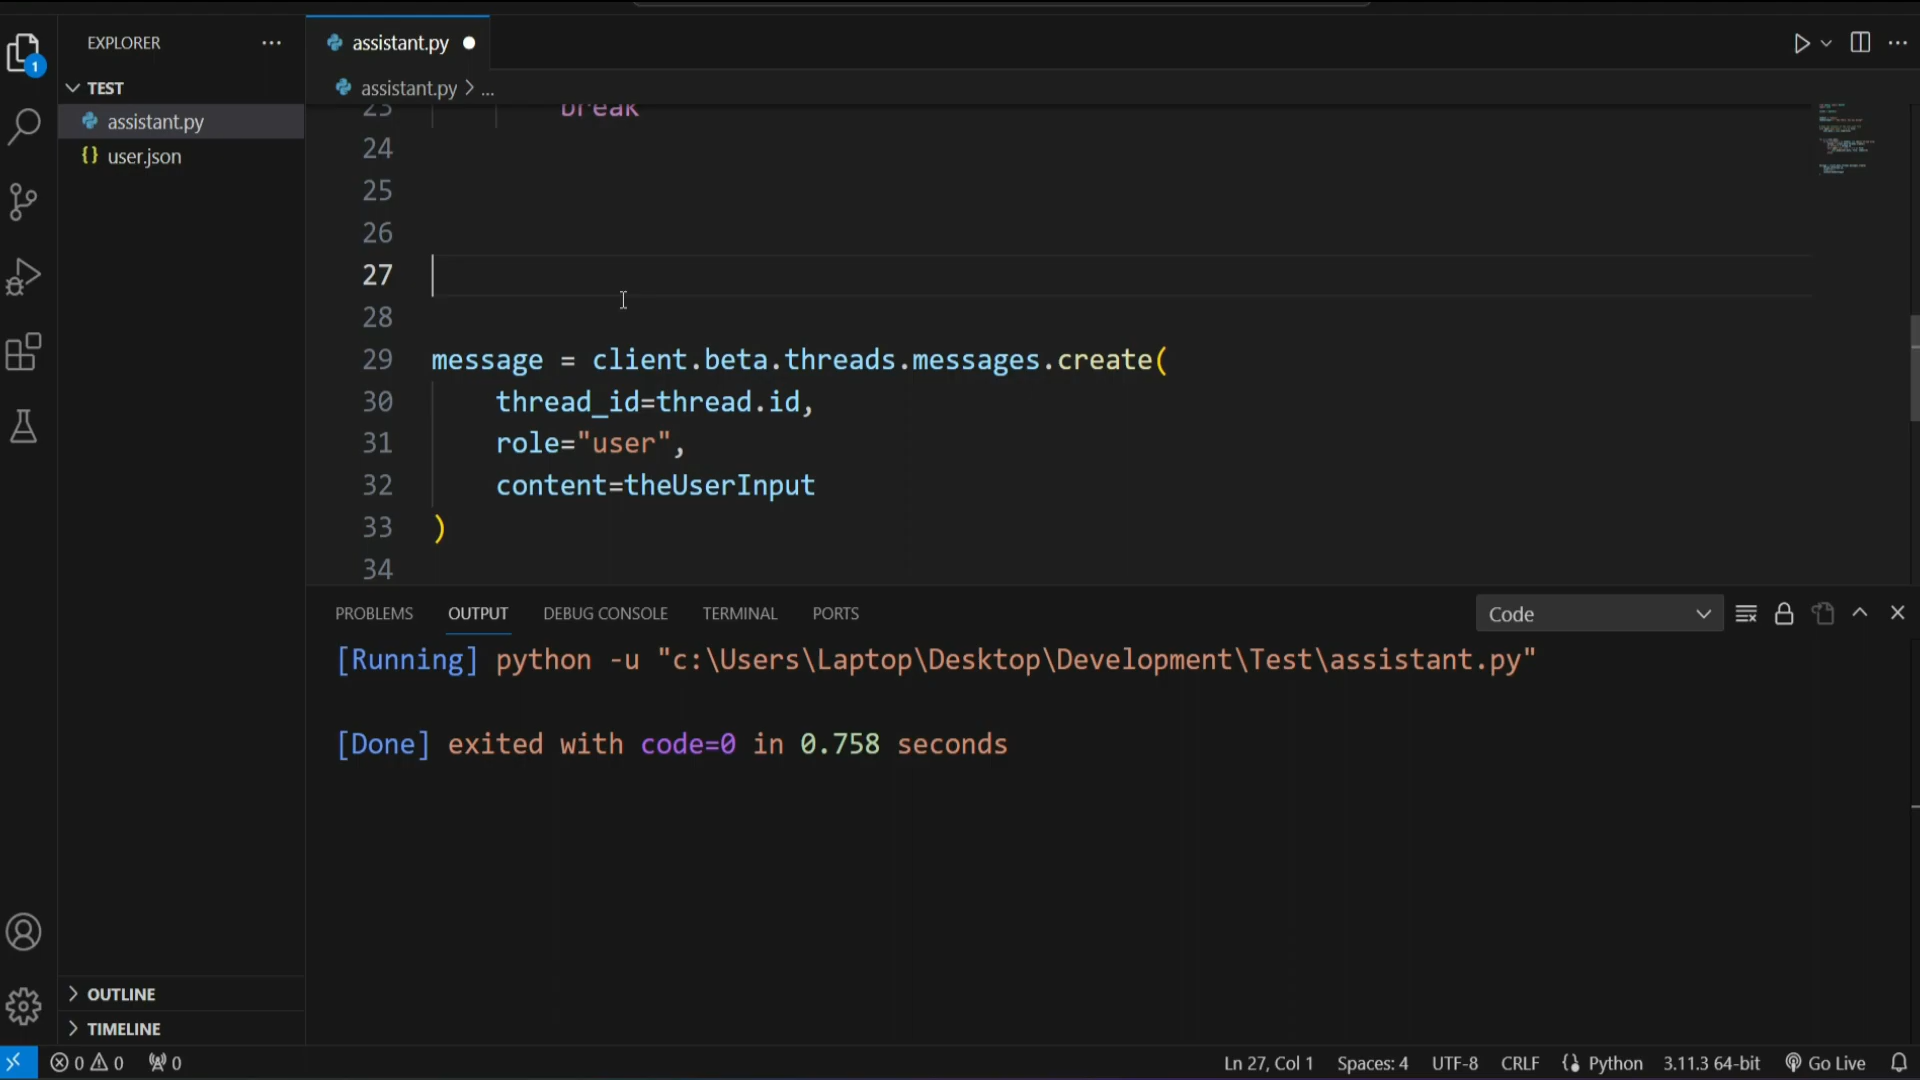 EXPLORER
TEST
assistant.py
user.json
assistant.py
assistant.py > ...
23 break
24
25
26
27
28
29 message = client.beta.threads.messages.create(
30 thread_id=thread.id,
31 role="user",
32 content=theUserInput
33 )
34
PROBLEMS OUTPUT DEBUG CONSOLE TERMINAL PORTS
Code
[Running] python -u "c:\Users\Laptop\Desktop\Development\Test\assistant.py"
[Done] exited with code=0 in 0.758 seconds
1
OUTLINE
TIMELINE
0 0 0
Ln 27, Col 1 Spaces: 4 UTF-8 CRLF {} Python 3.11.3 64-bit Go Live